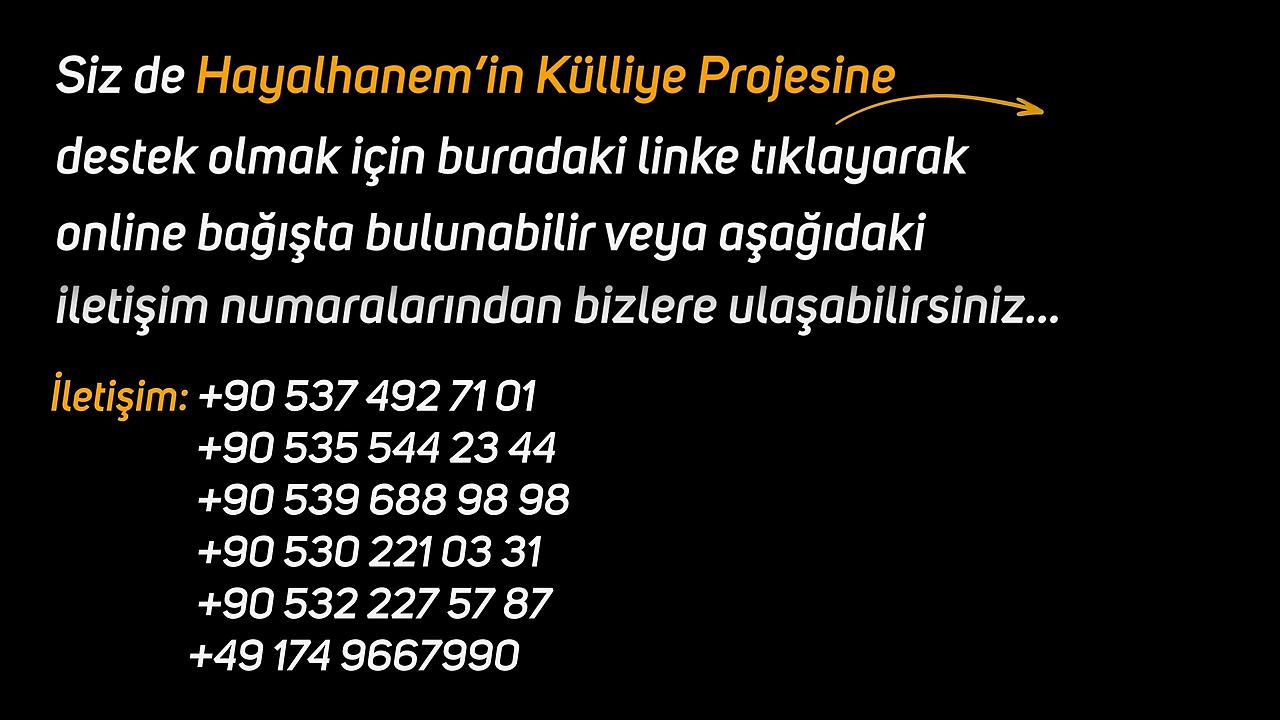 Siz de Hayalhanem’in Külliye Projesine
destek olmak için buradaki linke tıklayarak
online bağışta bulunabilir veya aşağıdaki
iletişim numaralarından bizlere ulaşabilirsiniz...
İletişim: +90 537 492 71 01
+90 535 544 23 44
+90 539 688 98 98
+90 530 221 03 31
+90 532 227 57 87
+49 174 9667990